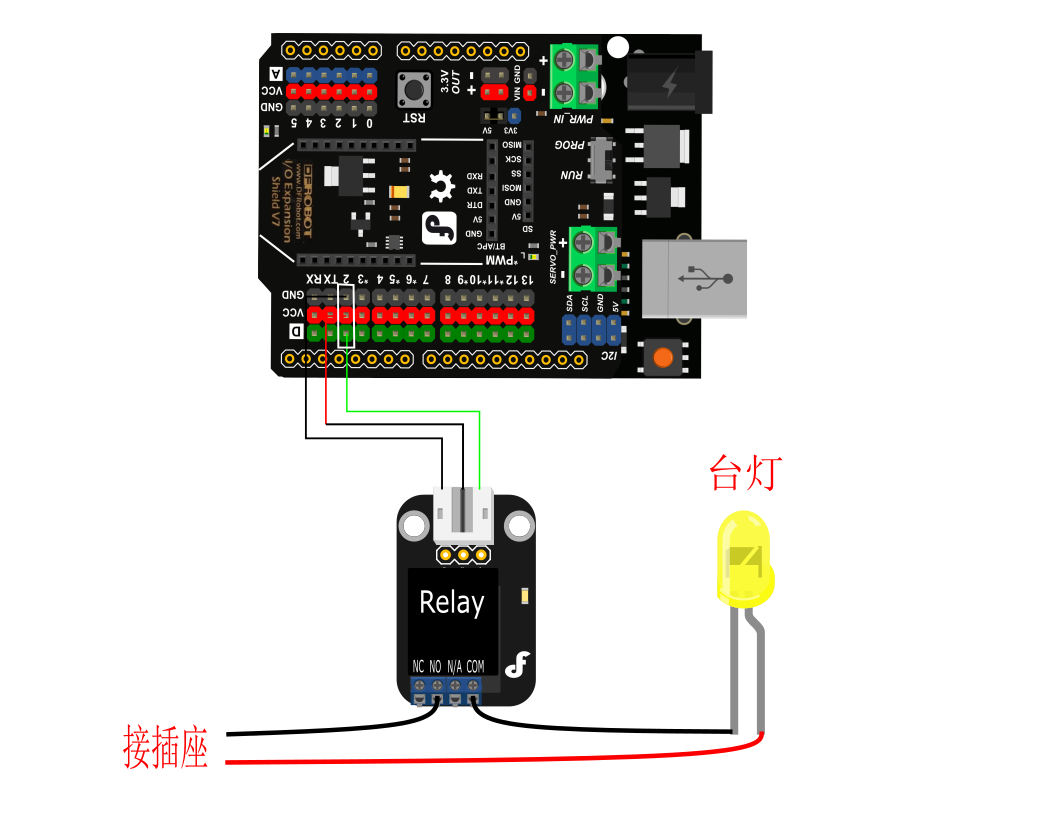 A
VCC
GND
5 4 3 2 1 0
RST
3.3V
OUT
- +
GND
VIN
5V
3V3
+
-
PWR_IN
PROG
RUN
MISO
SCK
SS
MOSI
GND
5V
SD
RXD
TXD
DTR
5V
GND
BT/APC
*PWM
DFROBOT
www.DFRobot.com
I/O Expansion
Shield V7
SERVO_PWR
+
-
RX TX 2 *3 4 *5 *6 7 8 *9 *10 *11 12 13
GND
VCC
D
SDA
SCL
GND
5V
I2C
台灯
Relay
NC NO N/A COM
接插座